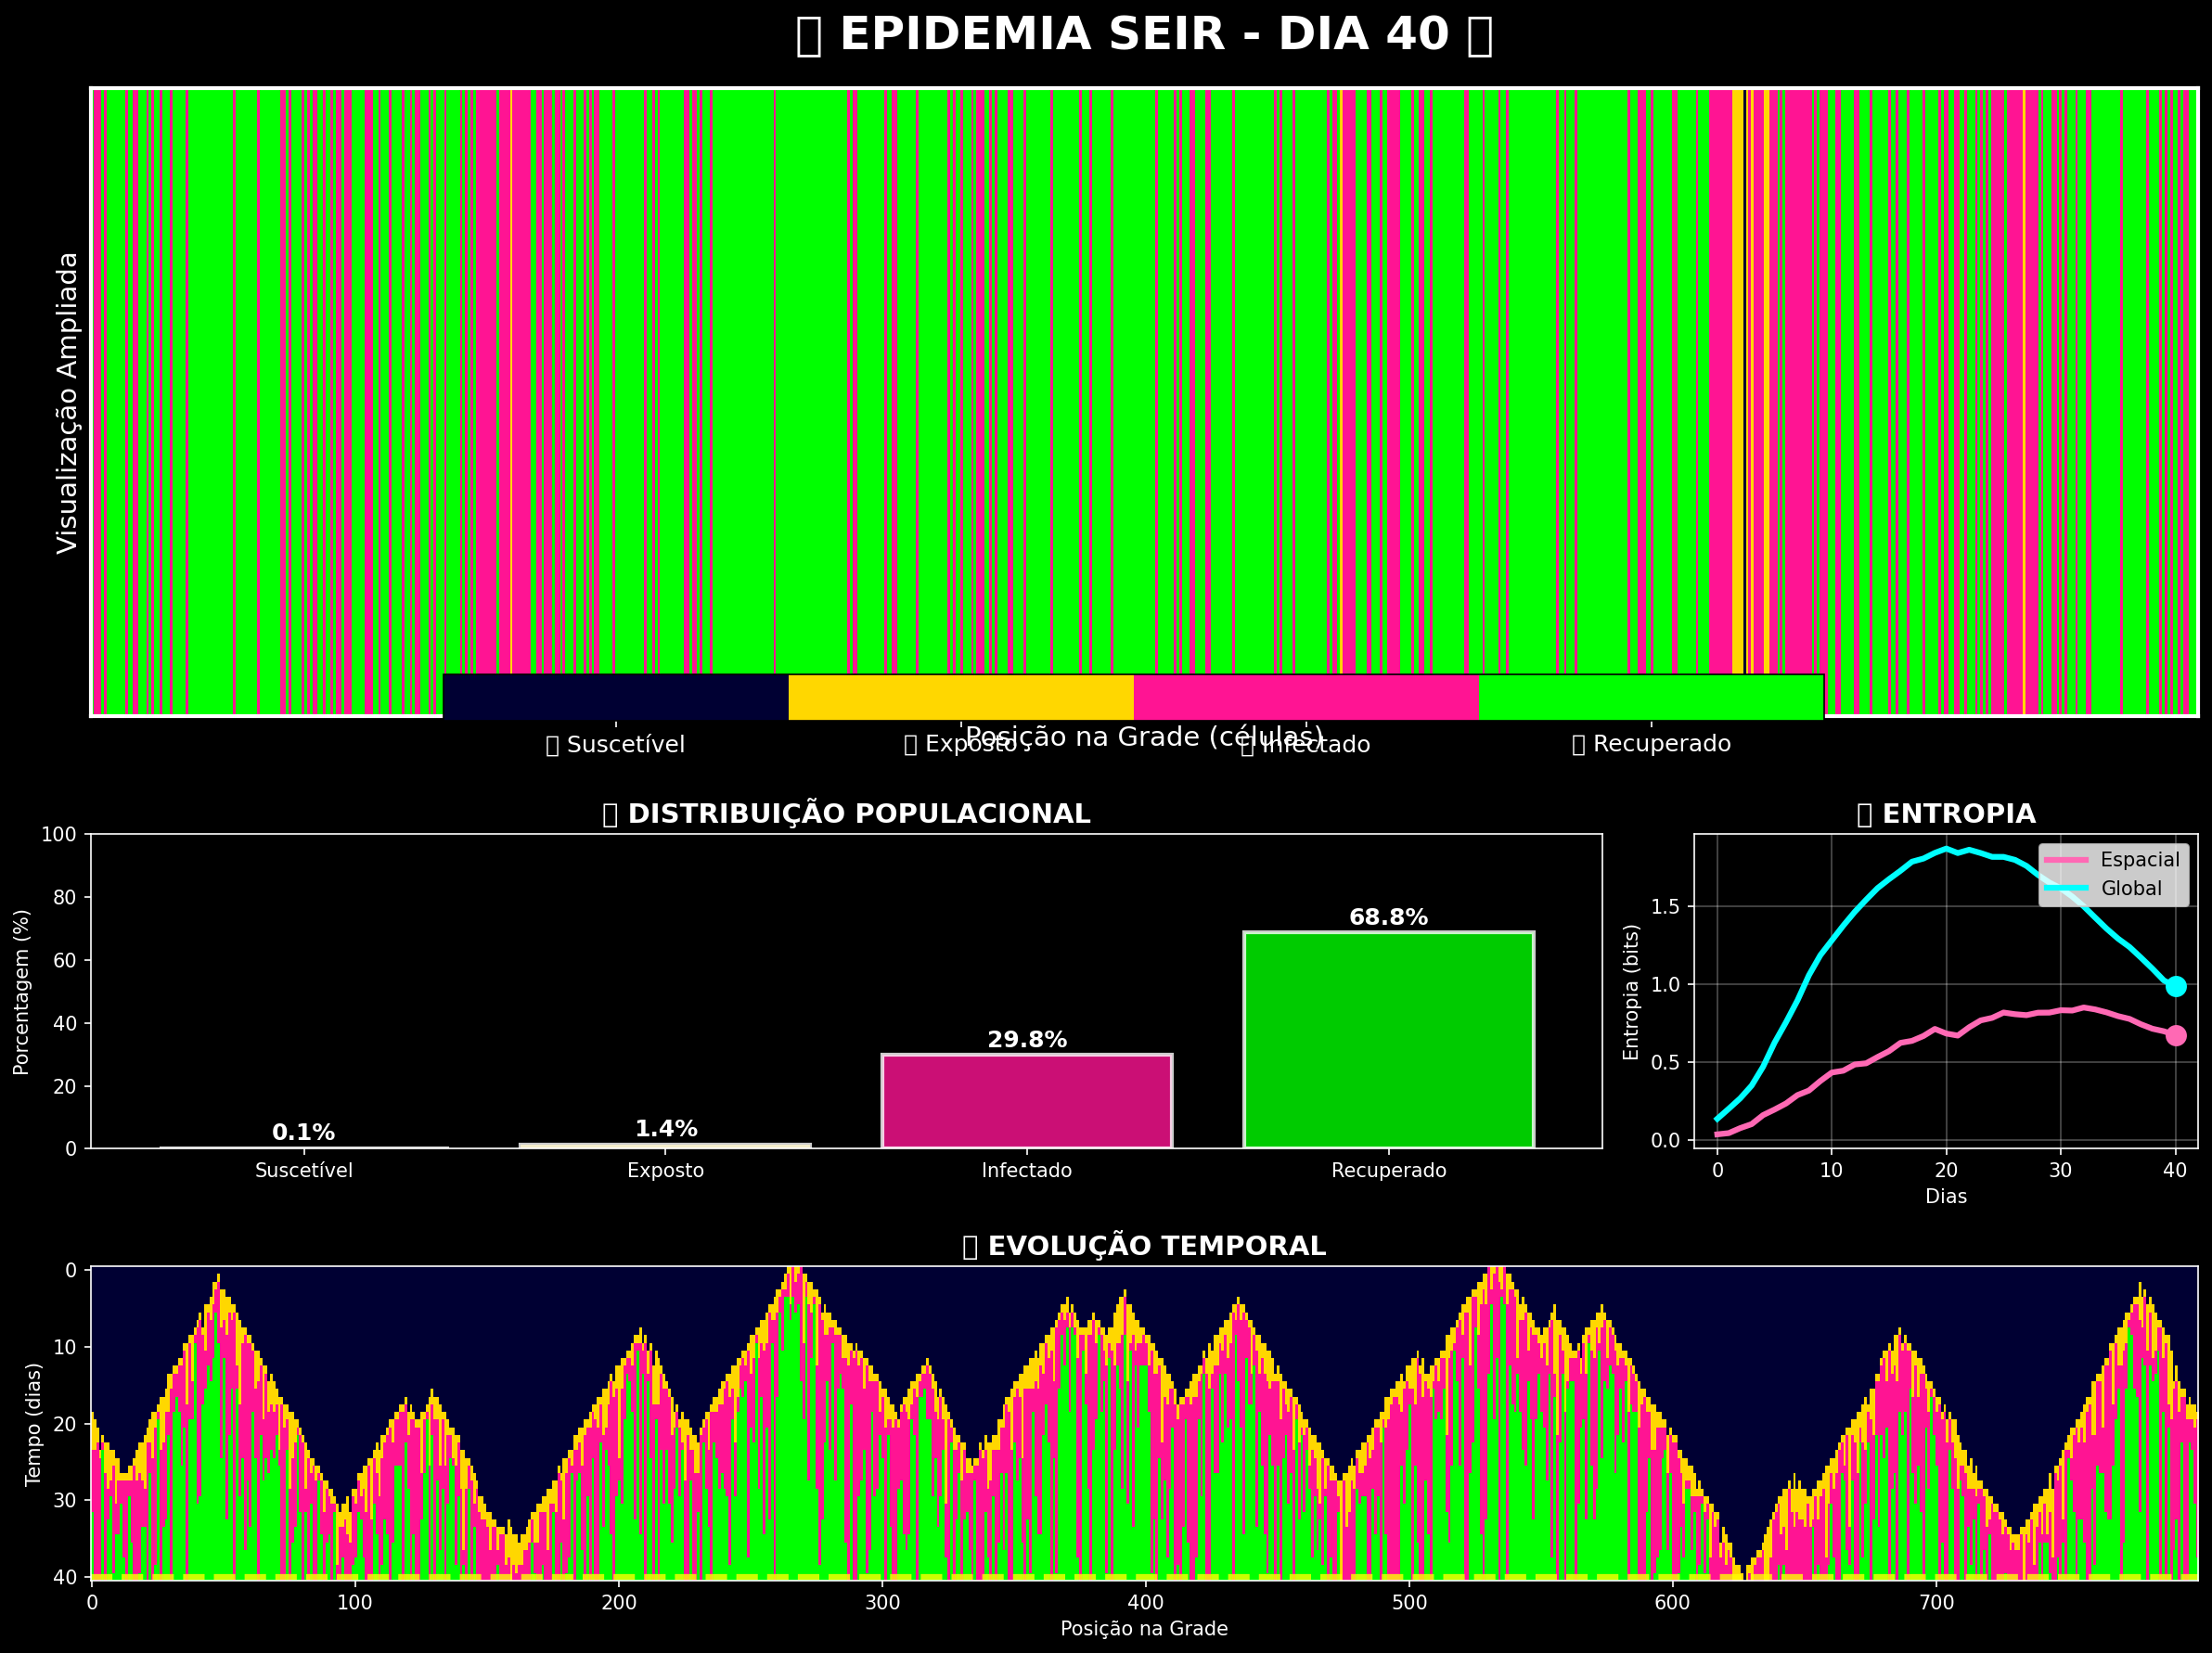 EPIDEMIA SEIR - DIA 40
Visualização Ampliada
Posição na Grade (células)
Suscetível
Exposto
Infectado
Recuperado
DISTRIBUIÇÃO POPULACIONAL
Porcentagem (%)
100
80
60
40
20
0
0.1%
1.4%
29.8%
68.8%
Suscetível
Exposto
Infectado
Recuperado
ENTROPIA
Entropia (bits)
1.5
1.0
0.5
0.0
Espacial
Global
0 10 20 30 40
Dias
EVOLUÇÃO TEMPORAL
Tempo (dias)
0
10
20
30
40
0 100 200 300 400 500 600 700
Posição na Grade